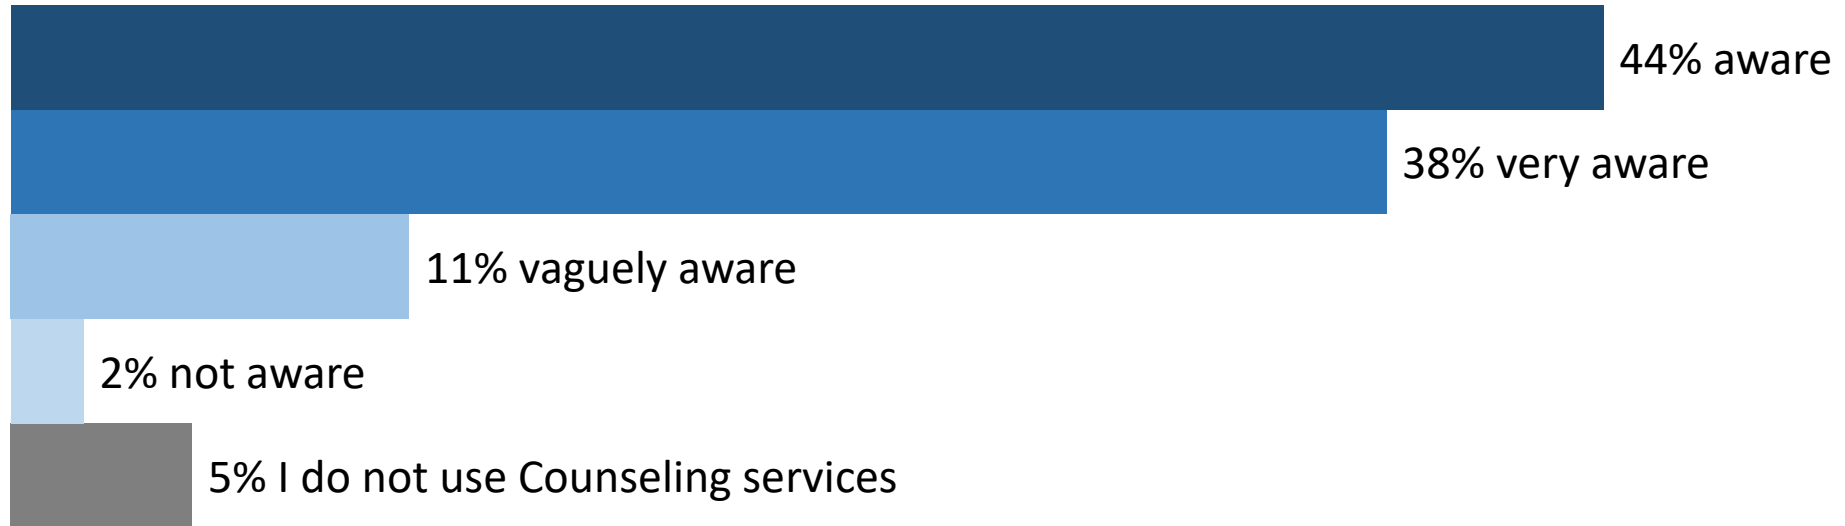 44% aware
38% very aware
11% vaguely aware
2% not aware
5% I do not use Counseling services